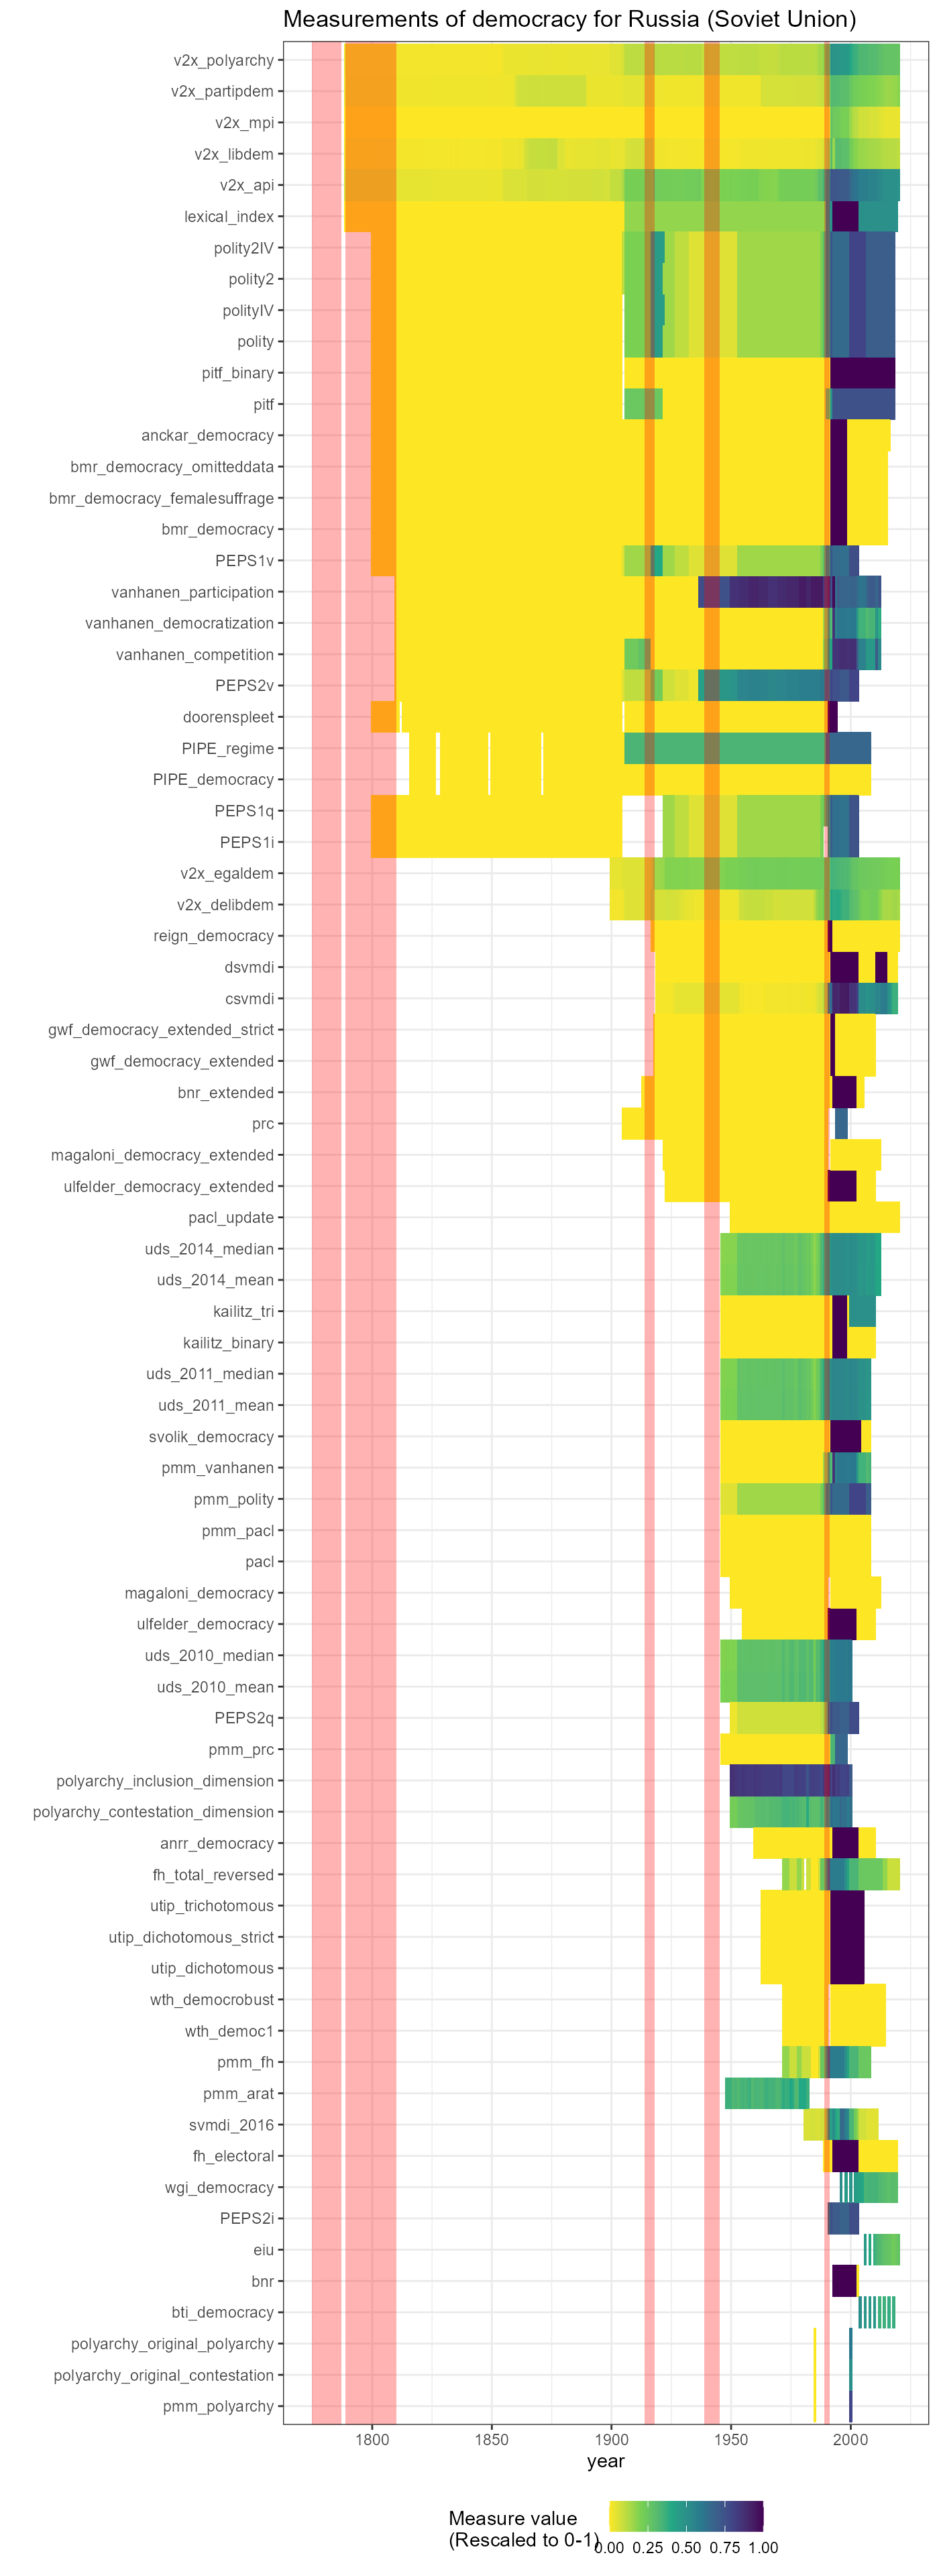 Measurements of democracy for Russia (Soviet Union)
v2x_polyarchy
v2x_partipdem
v2x_mpi
v2x_libdem
v2x_api
lexical_index
polity2IV
polity2
polityIV
polity
pitf_binary
pitf
anckar_democracy
bmr_democracy_omitteddata
bmr_democracy_femalesuffrage
bmr_democracy
PEPS1v
vanhanen_participation
vanhanen_democratization
vanhanen_competition
PEPS2v
doorenspleet
PIPE_regime
PIPE_democracy
PEPS1q
PEPS1i
v2x_egaldem
v2x_delibdem
reign_democracy
dsvmdi
csvmdi
gwf_democracy_extended_strict
gwf_democracy_extended
bnr_extended
prc
magaloni_democracy_extended
ulfelder_democracy_extended
pacl_update
uds_2014_median
uds_2014_mean
kailitz_tri
kailitz_binary
uds_2011_median
uds_2011_mean
svolik_democracy
pmm_vanhanen
pmm_polity
pmm_pacl
pacl
magaloni_democracy
ulfelder_democracy
uds_2010_median
uds_2010_mean
PEPS2q
pmm_prc
polyarchy_inclusion_dimension
polyarchy_contestation_dimension
anrr_democracy
fh_total_reversed
utip_trichotomous
utip_dichotomous_strict
utip_dichotomous
wth_democrobust
wth_democ1
pmm_fh
pmm_arat
svmdi_2016
fh_electoral
wgi_democracy
PEPS2i
eiu
bnr
bti_democracy
polyarchy_original_polyarchy
polyarchy_original_contestation
pmm_polyarchy
1800 1850 1900 1950 2000
year
Measure value
(Rescaled to 0-1)
0.00 0.25 0.50 0.75 1.00